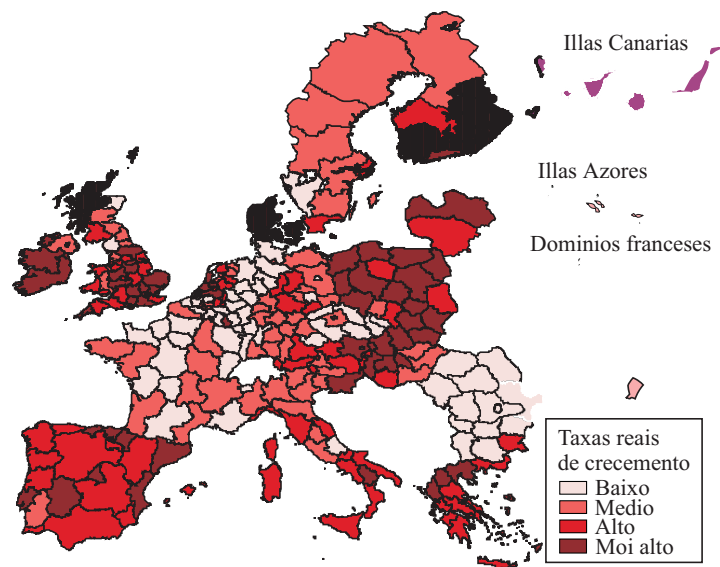 Illas Canarias
Illas Azores
Dominios franceses
Taxas reais
de crecemento
Baixo
Medio
Alto
Moi alto